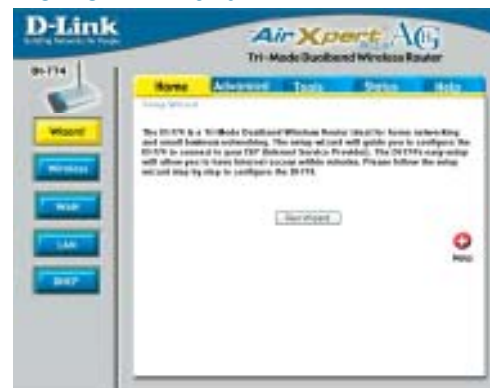 D-Link
Building Networks for People
Air Xpert AG
Tri-Mode Dualband Wireless Router
DI-774
Home Advanced Tools Status Help
Setup Wizard
The DI-774 is a Tri-Mode Dualband Wireless Router ideal for home networking
and small business networking. The setup wizard will guide you to configure the
DI-774 to connect to your ISP (Internet Service Provider). The DI-774's easy setup
will allow you to have Internet access within minutes. Please follow the setup
wizard step by step to configure the DI-774.
Run Wizard
Help
Wizard
Wireless
WAN
LAN
DHCP